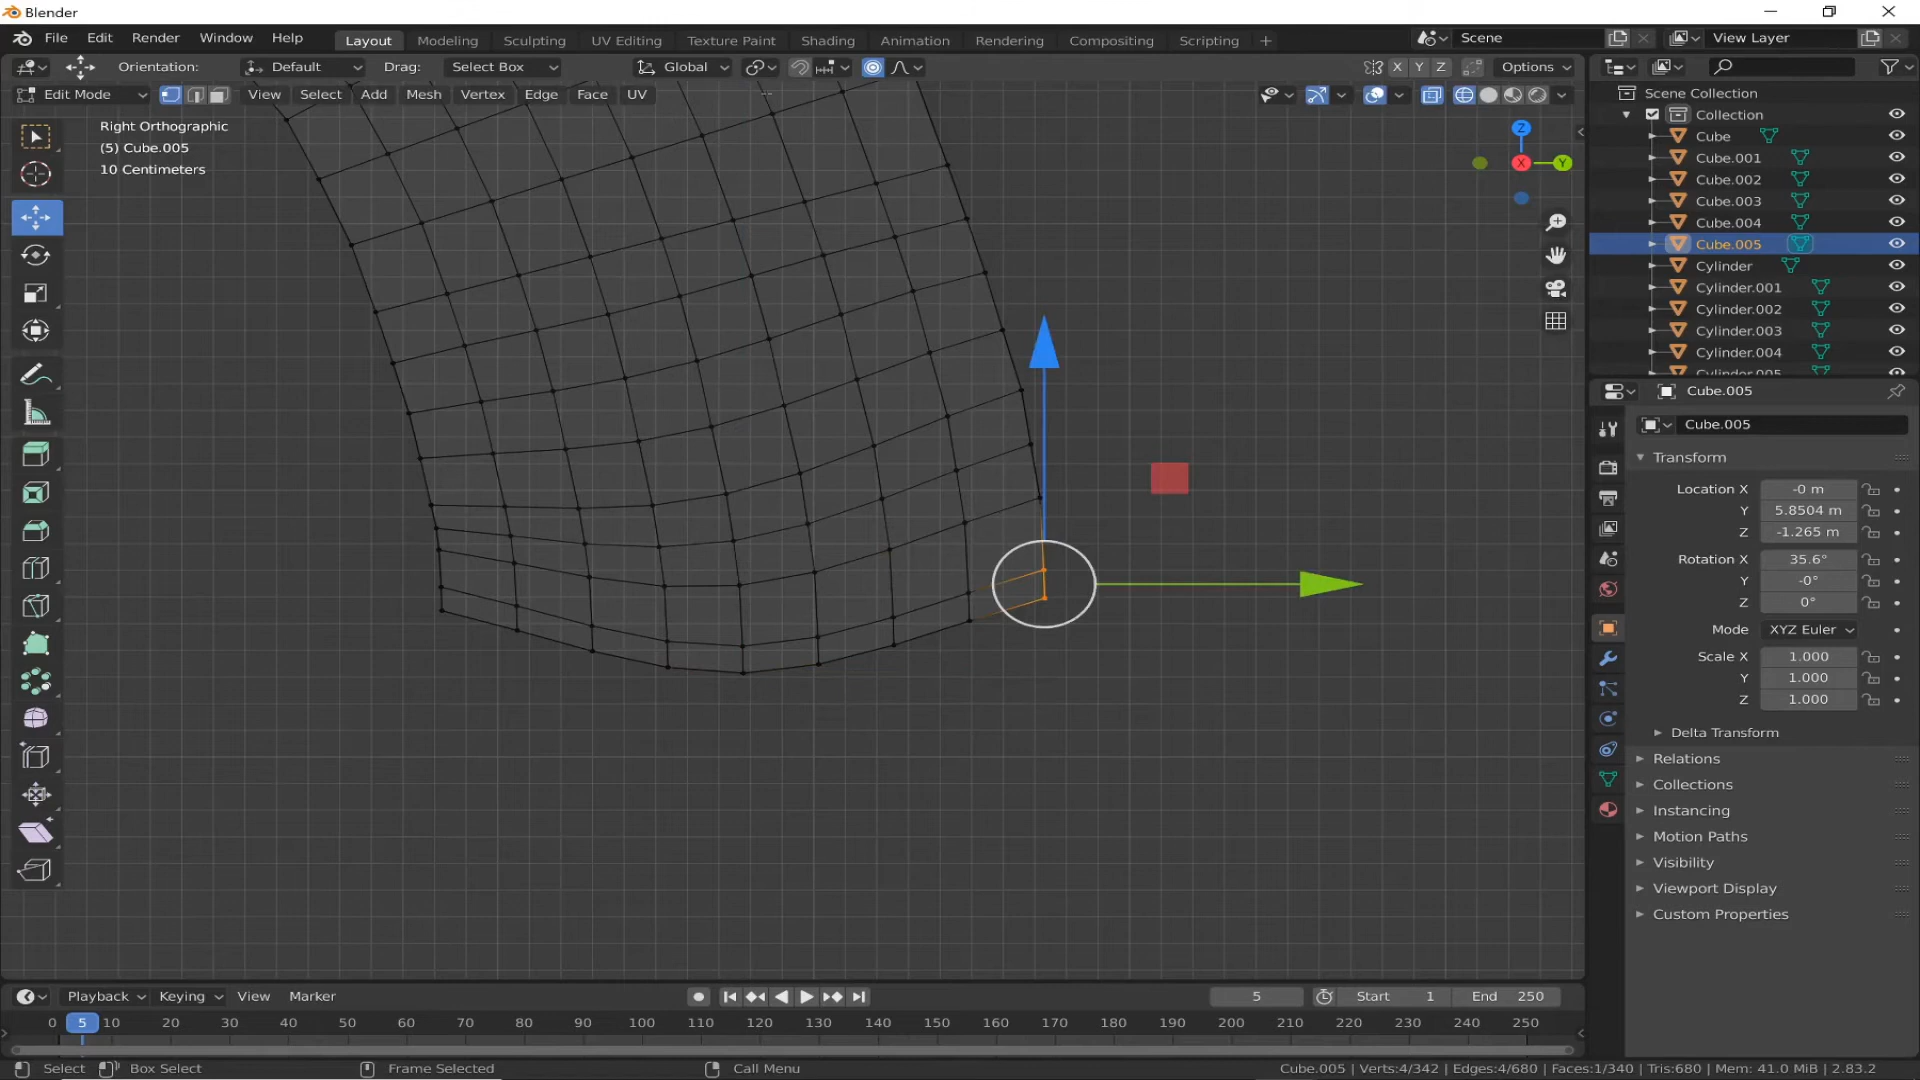 Blender
File Edit Render Window Help
Layout Modeling Sculpting UV Editing Texture Paint Shading Animation Rendering Compositing Scripting +
Scene
View Layer
Orientation: Default Drag: Select Box
Global
X Y Z Options
Edit Mode View Select Add Mesh Vertex Edge Face UV
Right Orthographic
(5) Cube.005
10 Centimeters
Z
X
Y
Scene Collection
Collection
Cube
Cube.001
Cube.002
Cube.003
Cube.004
Cube.005
Cylinder
Cylinder.001
Cylinder.002
Cylinder.003
Cylinder.004
Cylinder.005
Cube.005
Cube.005
Transform
Location X -0 m
Y 5.8504 m
Z -1.265 m
Rotation X 35.6°
Y -0°
Z 0°
Mode XYZ Euler
Scale X 1.000
Y 1.000
Z 1.000
Delta Transform
Relations
Collections
Instancing
Motion Paths
Visibility
Viewport Display
Custom Properties
Playback Keying View Marker
5 Start 1 End 250
0 5 10 20 30 40 50 60 70 80 90 100 110 120 130 140 150 160 170 180 190 200 210 220 230 240 250
Select Box Select Frame Selected Call Menu
Cube.005 | Verts:4/342 | Edges:4/680 | Faces:1/340 | Tris:680 | Mem: 41.0 MiB | 2.83.2